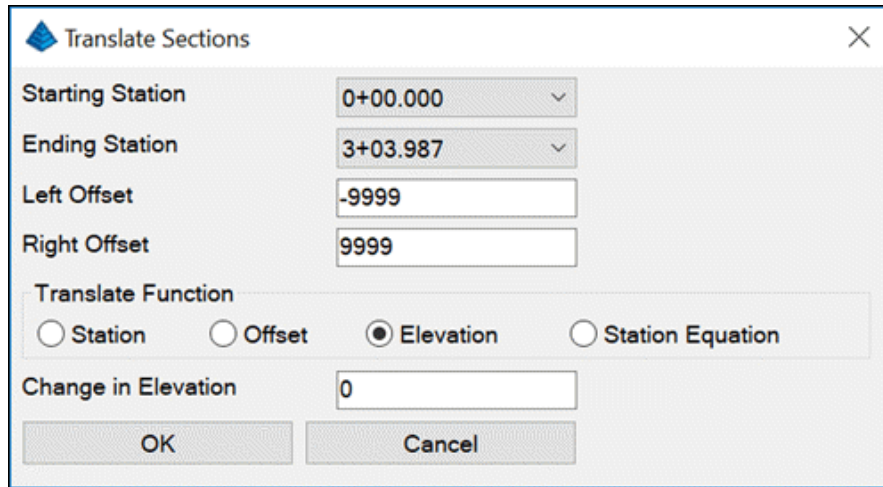 Translate Sections
Starting Station 0+00.000
Ending Station 3+03.987
Left Offset -9999
Right Offset 9999
Translate Function
Station Offset Elevation Station Equation
Change in Elevation 0
OK Cancel